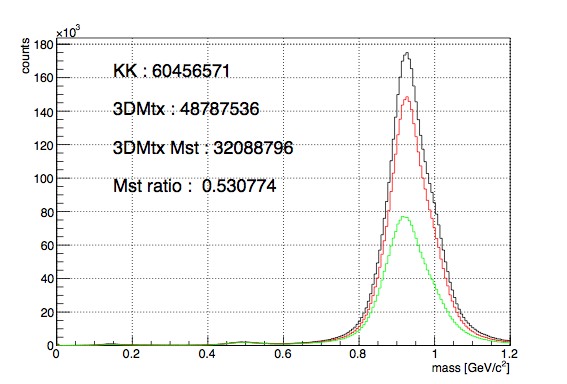 ×10³
counts
180
160
140
120
100
80
60
40
20
0
KK : 60456571
3DMtx : 48787536
3DMtx Mst : 32088796
Mst ratio : 0.530774
0 0.2 0.4 0.6 0.8 1 1.2
mass [GeV/c²]